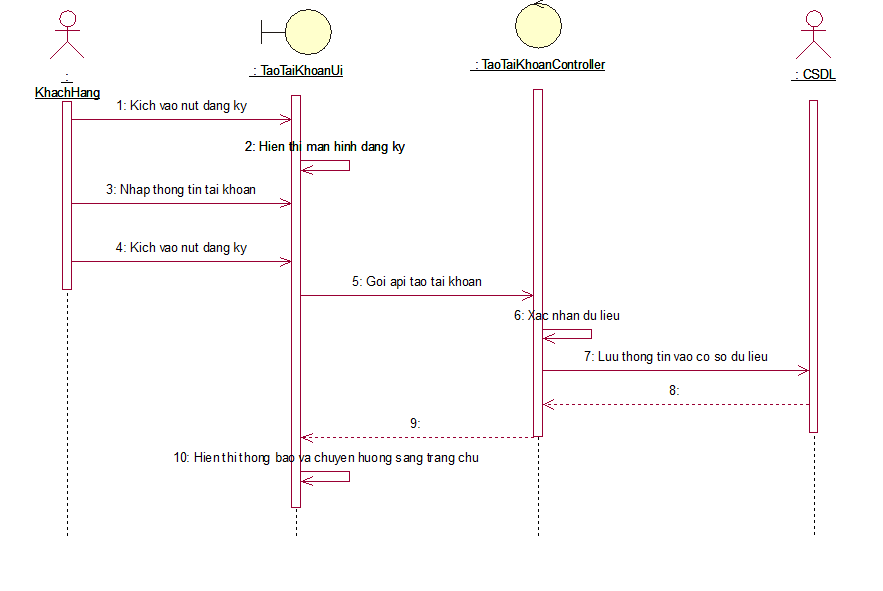 :
KhachHang
: TaoTaiKhoanUi
: TaoTaiKhoanController
: CSDL
1: Kich vao nut dang ky
2: Hien thi man hinh dang ky
3: Nhap thong tin tai khoan
4: Kich vao nut dang ky
5: Goi api tao tai khoan
6: Xac nhan du lieu
7: Luu thong tin vao co so du lieu
8:
9:
10: Hien thi thong bao va chuyen huong sang trang chu